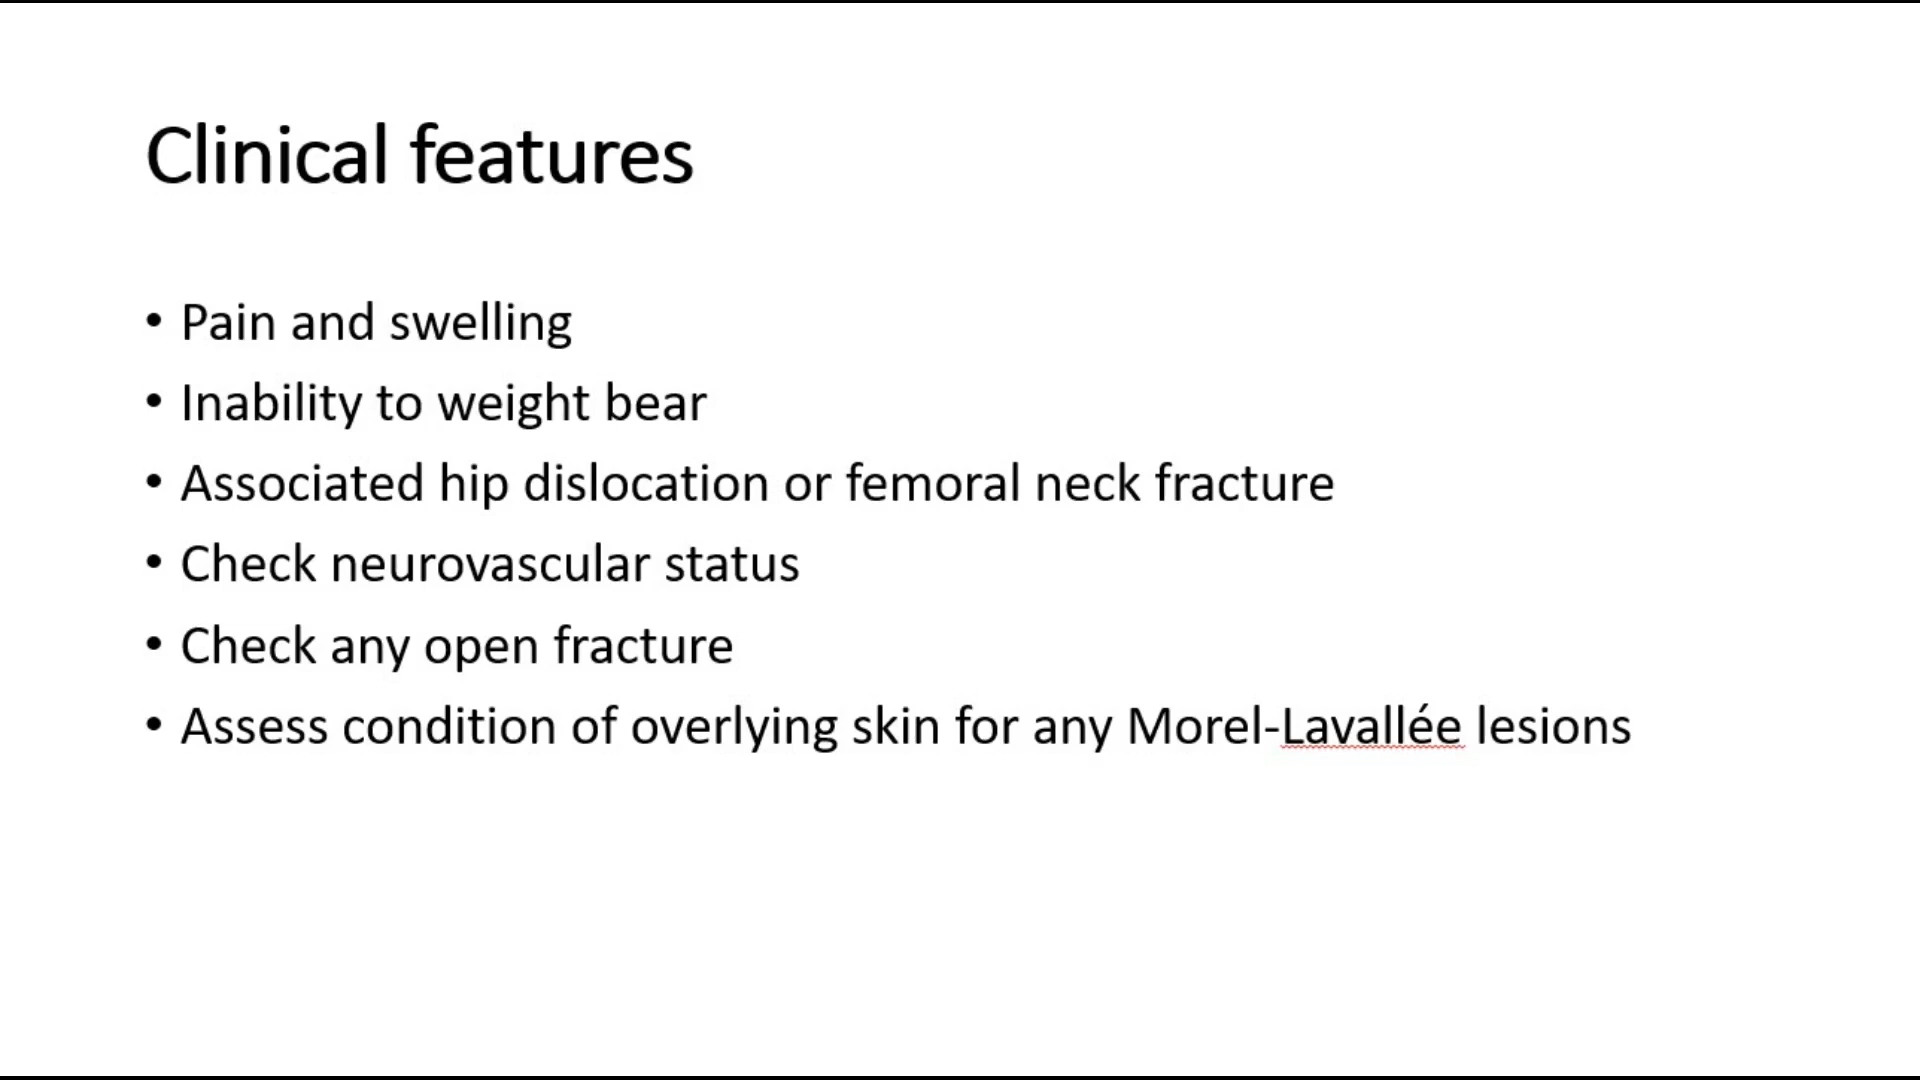 Clinical features
• Pain and swelling
• Inability to weight bear
• Associated hip dislocation or femoral neck fracture
• Check neurovascular status
• Check any open fracture
• Assess condition of overlying skin for any Morel-Lavallée lesions